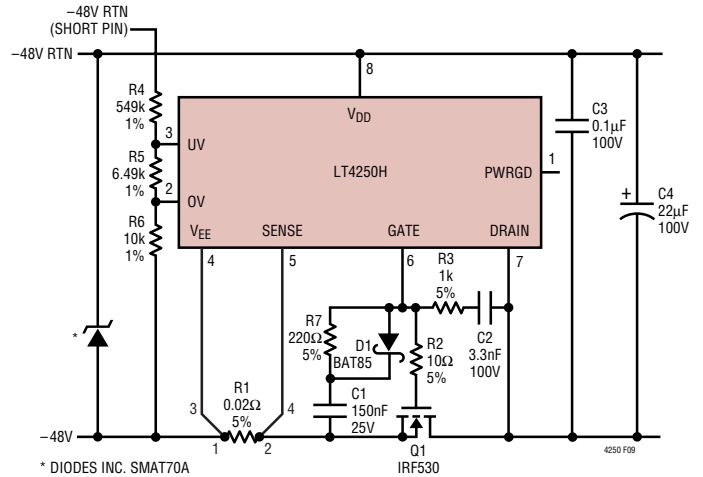 –48V RTN
(SHORT PIN)
–48V RTN
8
R4
549k
1%
VDD
C3
0.1µF
100V
3
UV
R5
6.49k
1%
LT4250H
PWRGD
1
2
OV
+
C4
22µF
100V
R6
10k
1%
VEE
SENSE
GATE
DRAIN
4
5
6
7
R3
1k
5%
R7
220Ω
5%
D1
BAT85
R2
10Ω
5%
C2
3.3nF
100V
*
R1
0.02Ω
5%
3
4
C1
150nF
25V
–48V
1
2
Q1
IRF530
4250 F09
* DIODES INC. SMAT70A